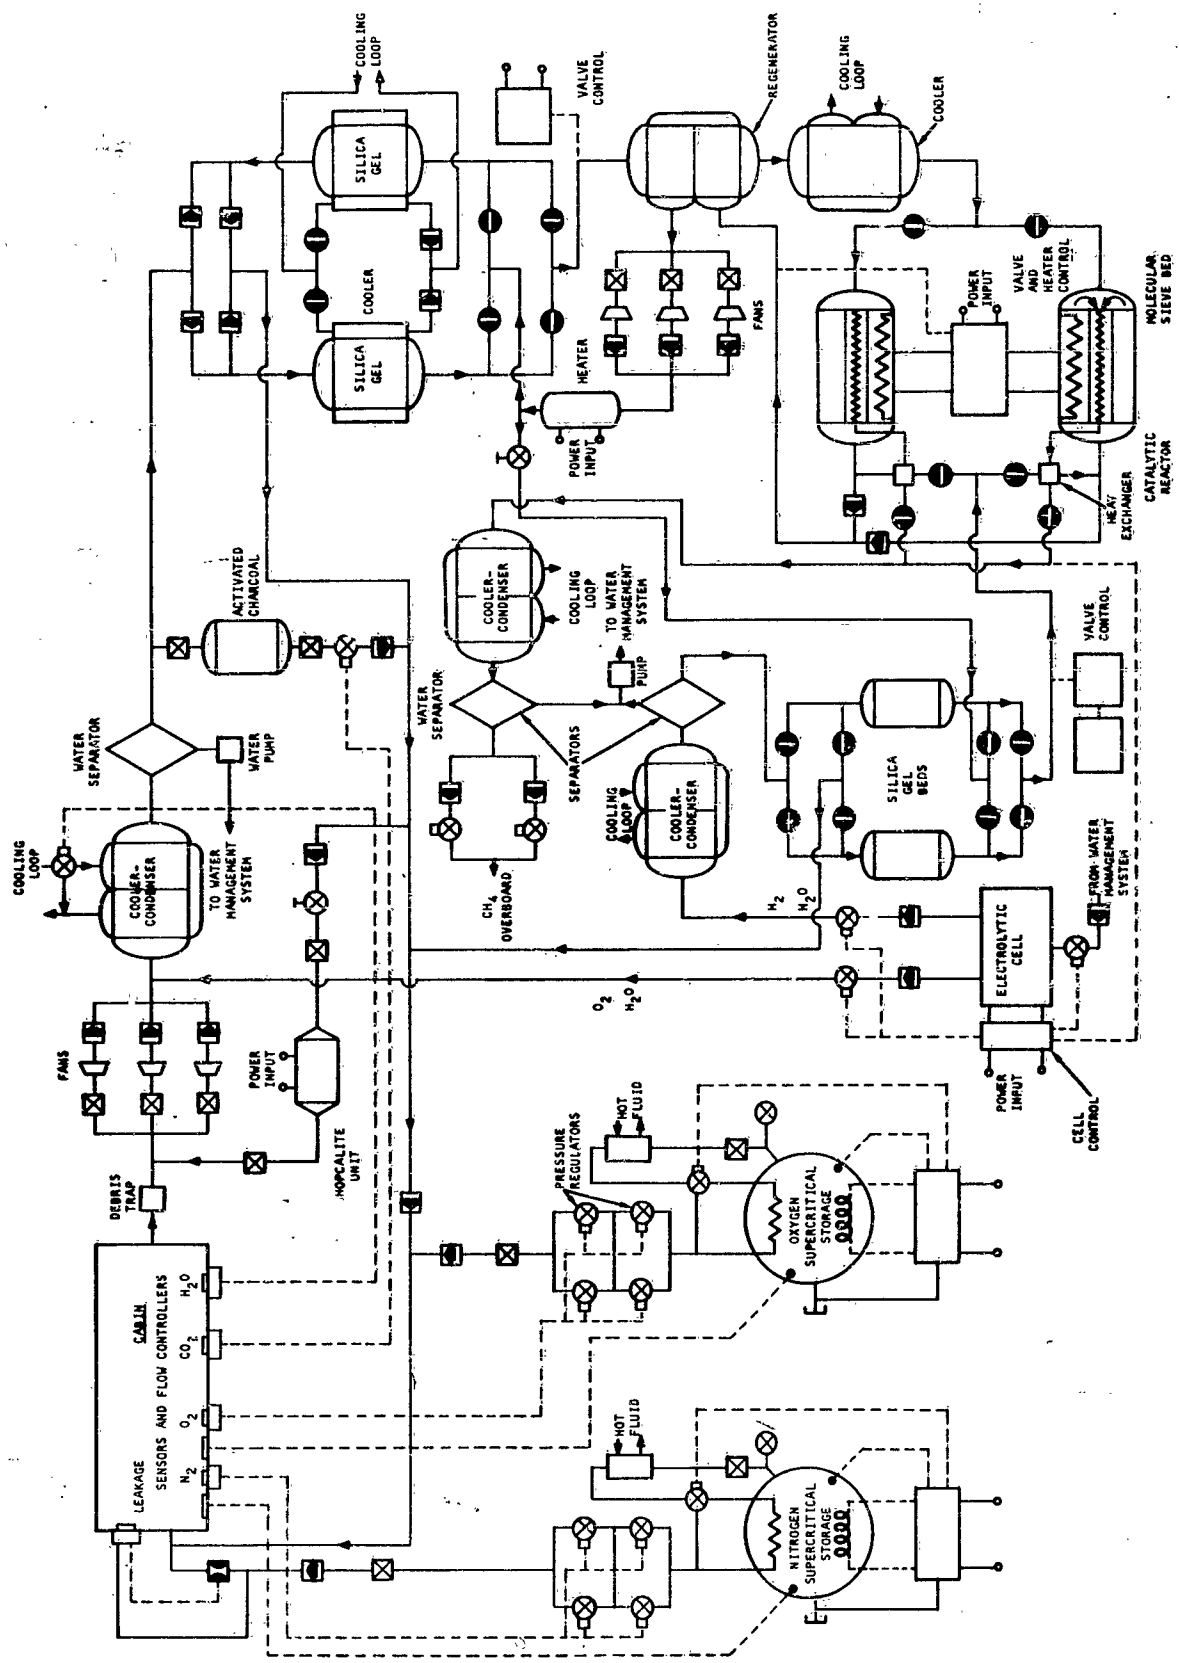 CABIN
SENSORS AND FLOW CONTROLLERS
LEAKAGE
N2
O2
CO2
H2O
DEBRIS
TRAP
FANS
HOPCALITE
UNIT
POWER
INPUT
COOLING
LOOP
COOLER-
CONDENSER
TO WATER
MANAGEMENT
SYSTEM
WATER
SEPARATOR
WATER
PUMP
ACTIVATED
CHARCOAL
SILICA
GEL
COOLER
SILICA
GEL
COOLING
LOOP
VALVE
CONTROL
HEATER
POWER
INPUT
FANS
REGENERATOR
COOLING
LOOP
COOLER
VALVE
AND
HEATER
CONTROL
POWER
INPUT
MOLECULAR
SIEVE BED
CATALYTIC
REACTOR
HEAT
EXCHANGER
COOLER-
CONDENSER
COOLING
LOOP
TO WATER
MANAGEMENT
SYSTEM
PUMP
WATER
SEPARATOR
SEPARATORS
CH4
OVERBOARD
COOLING
LOOP
COOLER-
CONDENSER
SILICA
GEL
BEDS
VALVE
CONTROL
H2
H2O
O2
H2O
ELECTROLYTIC
CELL
FROM WATER
MANAGEMENT
SYSTEM
POWER
INPUT
CELL
CONTROL
PRESSURE
REGULATORS
HOT
FLUID
OXYGEN
SUPERCRITICAL
STORAGE
HOT
FLUID
NITROGEN
SUPERCRITICAL
STORAGE